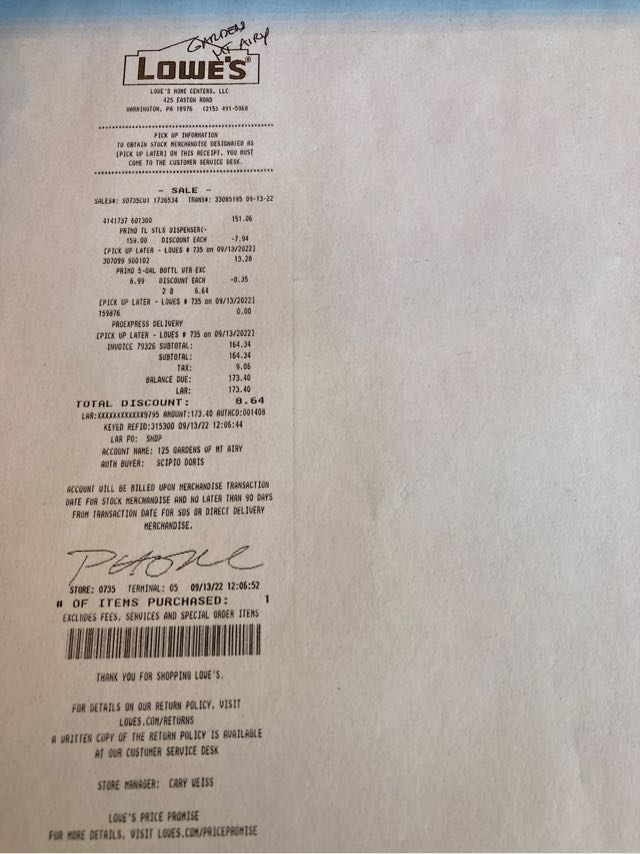 GARDENS
MT AIRY
LOWE'S®
LOWE'S HOME CENTERS, LLC
425 EASTON ROAD
WARRINGTON, PA 18976 (215) 491-5960
PICK UP INFORMATION
TO OBTAIN STOCK MERCHANDISE DESIGNATED AS
[PICK UP LATER] ON THIS RECEIPT, YOU MUST
COME TO THE CUSTOMER SERVICE DESK.
- SALE -
SALES#: S0735CU1 1736534 TRANS#: 33085195 09-13-22
4141737 601300 151.06
PRIMO TL STLS DISPENSER(-
159.00 DISCOUNT EACH -7.94
[PICK UP LATER - LOWES # 735 on 09/13/2022]
307099 900102 13.28
PRIMO 5-GAL BOTTL WTR EXC
6.99 DISCOUNT EACH -0.35
2 @ 6.64
[PICK UP LATER - LOWES # 735 on 09/13/2022]
159876 0.00
PROEXPRESS DELIVERY
[PICK UP LATER - LOWES # 735 on 09/13/2022]
INVOICE 79326 SUBTOTAL: 164.34
SUBTOTAL: 164.34
TAX: 9.06
BALANCE DUE: 173.40
LAR: 173.40
TOTAL DISCOUNT: 8.64
LAR:XXXXXXXXXXXX9795 AMOUNT:173.40 AUTHCD:001408
KEYED REFID:315300 09/13/22 12:06:44
LAR PO: SHOP
ACCOUNT NAME: 125 GARDENS OF MT AIRY
AUTH BUYER: SCIPIO DORIS
ACCOUNT WILL BE BILLED UPON MERCHANDISE TRANSACTION
DATE FOR STOCK MERCHANDISE AND NO LATER THAN 90 DAYS
FROM TRANSACTION DATE FOR SOS OR DIRECT DELIVERY
MERCHANDISE.
STORE: 0735 TERMINAL: 05 09/13/22 12:06:52
# OF ITEMS PURCHASED: 1
EXCLUDES FEES, SERVICES AND SPECIAL ORDER ITEMS
THANK YOU FOR SHOPPING LOWE'S.
FOR DETAILS ON OUR RETURN POLICY, VISIT
LOWES.COM/RETURNS
A WRITTEN COPY OF THE RETURN POLICY IS AVAILABLE
AT OUR CUSTOMER SERVICE DESK
STORE MANAGER: CARY WEISS
LOWE'S PRICE PROMISE
FOR MORE DETAILS, VISIT LOWES.COM/PRICEPROMISE